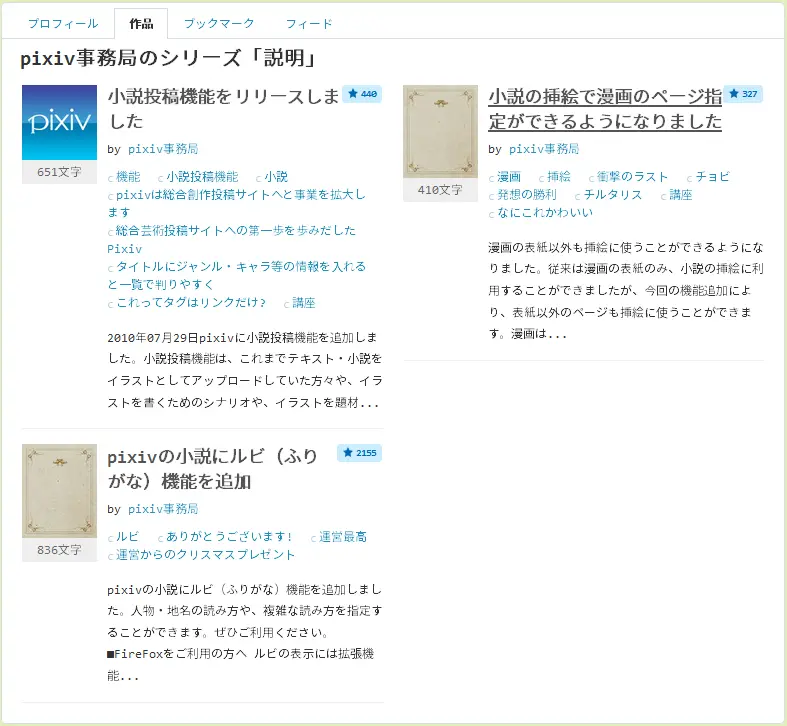 プロフィール 作品 ブックマーク フィード
pixiv事務局のシリーズ「説明」
pixiv
651文字
小説投稿機能をリリースしま
した
440
by pixiv事務局
c機能 c小説投稿機能 c小説
cpixivは総合創作投稿サイトへと事業を拡大し
ます
c総合芸術投稿サイトへの第一歩を歩みだした
Pixiv
cタイトルにジャンル・キャラ等の情報を入れる
と一覧で判りやすく
cこれってタグはリンクだけ? c講座
2010年07月29日pixivに小説投稿機能を追加しま
した。小説投稿機能は、これまでテキスト・小説を
イラストとしてアップロードしていた方々や、イラ
ストを書くためのシナリオや、イラストを題材...
410文字
小説の挿絵で漫画のページ指
定ができるようになりました
327
by pixiv事務局
c漫画 c挿絵 c衝撃のラスト cチョビ
c発想の勝利 cチルタリス c講座
cなにこれかわいい
漫画の表紙以外も挿絵に使うことができるようにな
りました。従来は漫画の表紙のみ、小説の挿絵に利
用することができましたが、今回の機能追加によ
り、表紙以外のページも挿絵に使うことができま
す。漫画は...
836文字
pixivの小説にルビ（ふり
がな）機能を追加
2155
by pixiv事務局
cルビ cありがとうございます! c運営最高
c運営からのクリスマスプレゼント
pixivの小説にルビ（ふりがな）機能を追加しまし
た。人物・地名の読み方や、複雑な読み方を指定す
ることができます。ぜひご利用ください。
■FireFoxをご利用の方へ ルビの表示には拡張機
能...